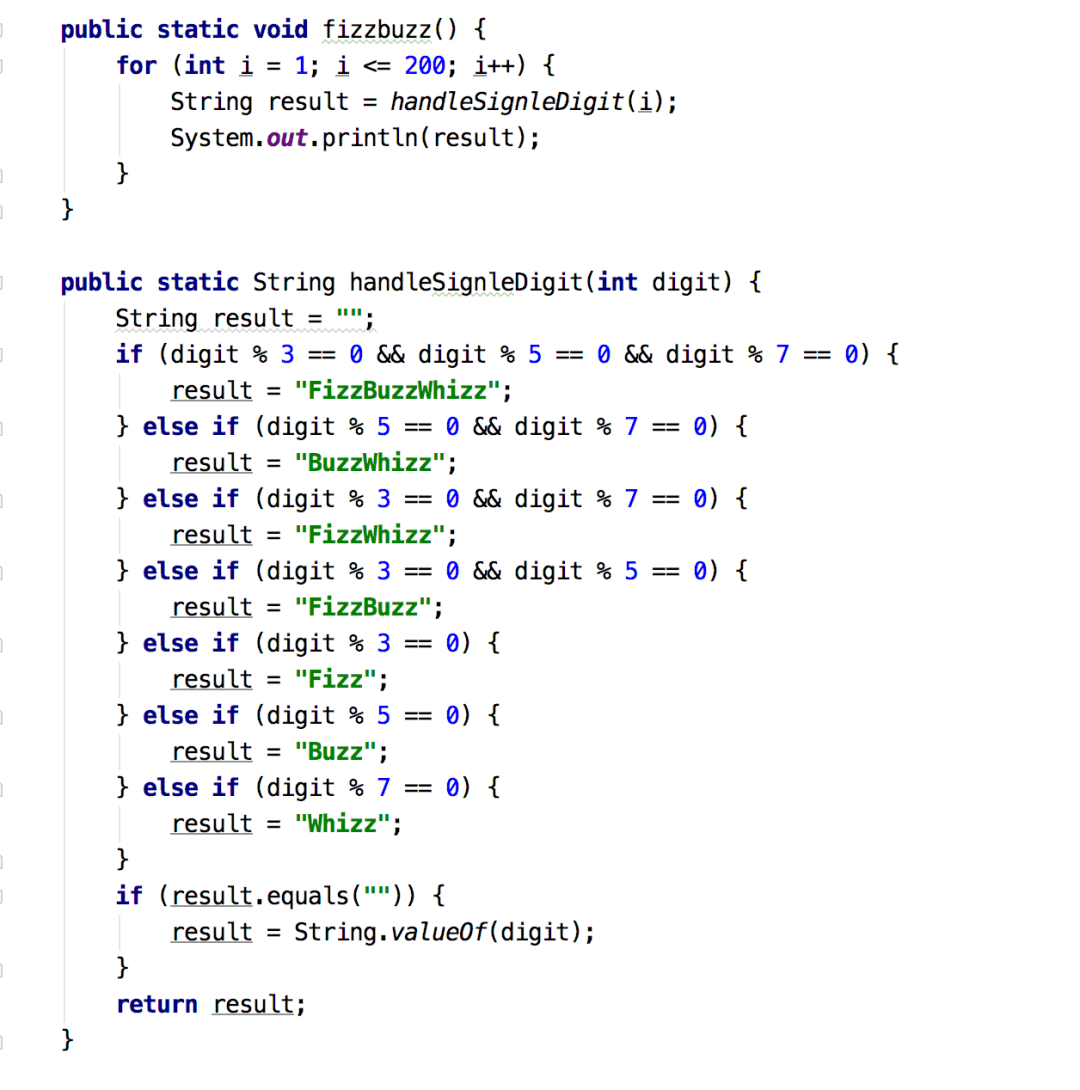 public static void fizzbuzz() {
    for (int i = 1; i <= 200; i++) {
        String result = handleSignleDigit(i);
        System.out.println(result);
    }
}

public static String handleSignleDigit(int digit) {
    String result = "";
    if (digit % 3 == 0 && digit % 5 == 0 && digit % 7 == 0) {
        result = "FizzBuzzWhizz";
    } else if (digit % 5 == 0 && digit % 7 == 0) {
        result = "BuzzWhizz";
    } else if (digit % 3 == 0 && digit % 7 == 0) {
        result = "FizzWhizz";
    } else if (digit % 3 == 0 && digit % 5 == 0) {
        result = "FizzBuzz";
    } else if (digit % 3 == 0) {
        result = "Fizz";
    } else if (digit % 5 == 0) {
        result = "Buzz";
    } else if (digit % 7 == 0) {
        result = "Whizz";
    }
    if (result.equals("")) {
        result = String.valueOf(digit);
    }
    return result;
}